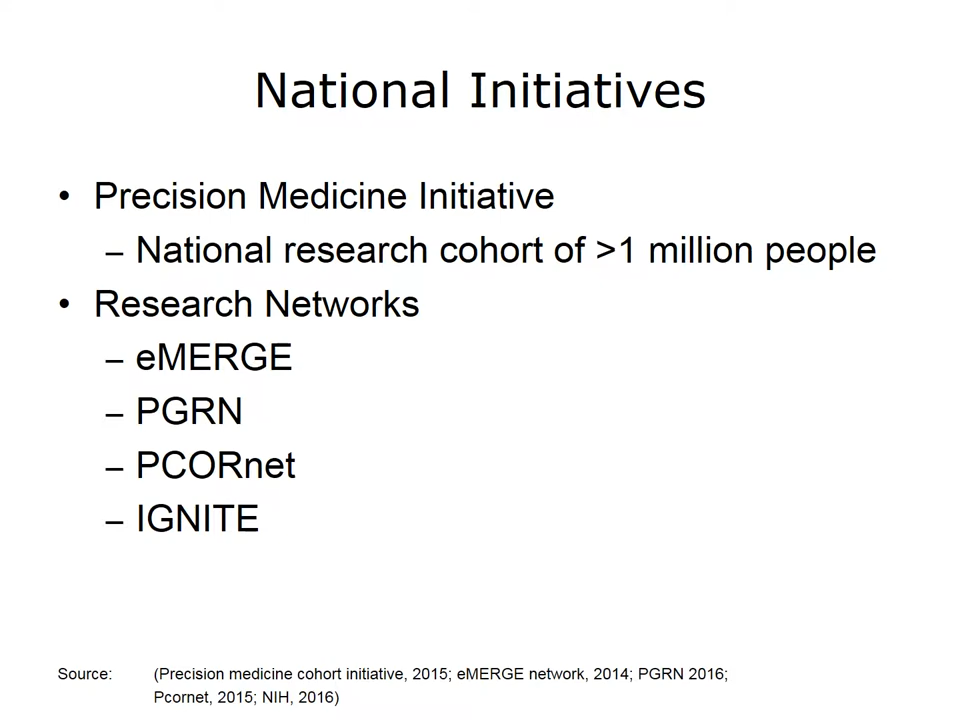 National Initiatives
• Precision Medicine Initiative
– National research cohort of >1 million people
• Research Networks
– eMERGE
– PGRN
– PCORnet
– IGNITE
Source: (Precision medicine cohort initiative, 2015; eMERGE network, 2014; PGRN 2016;
Pcornet, 2015; NIH, 2016)